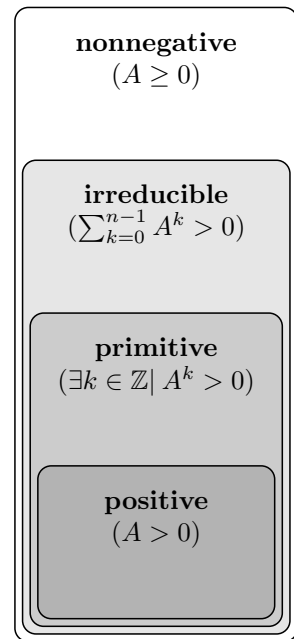 nonnegative
(A ≥ 0)
irreducible
(∑_{k=0}^{n−1} A^k > 0)
primitive
(∃k ∈ ℤ| A^k > 0)
positive
(A > 0)